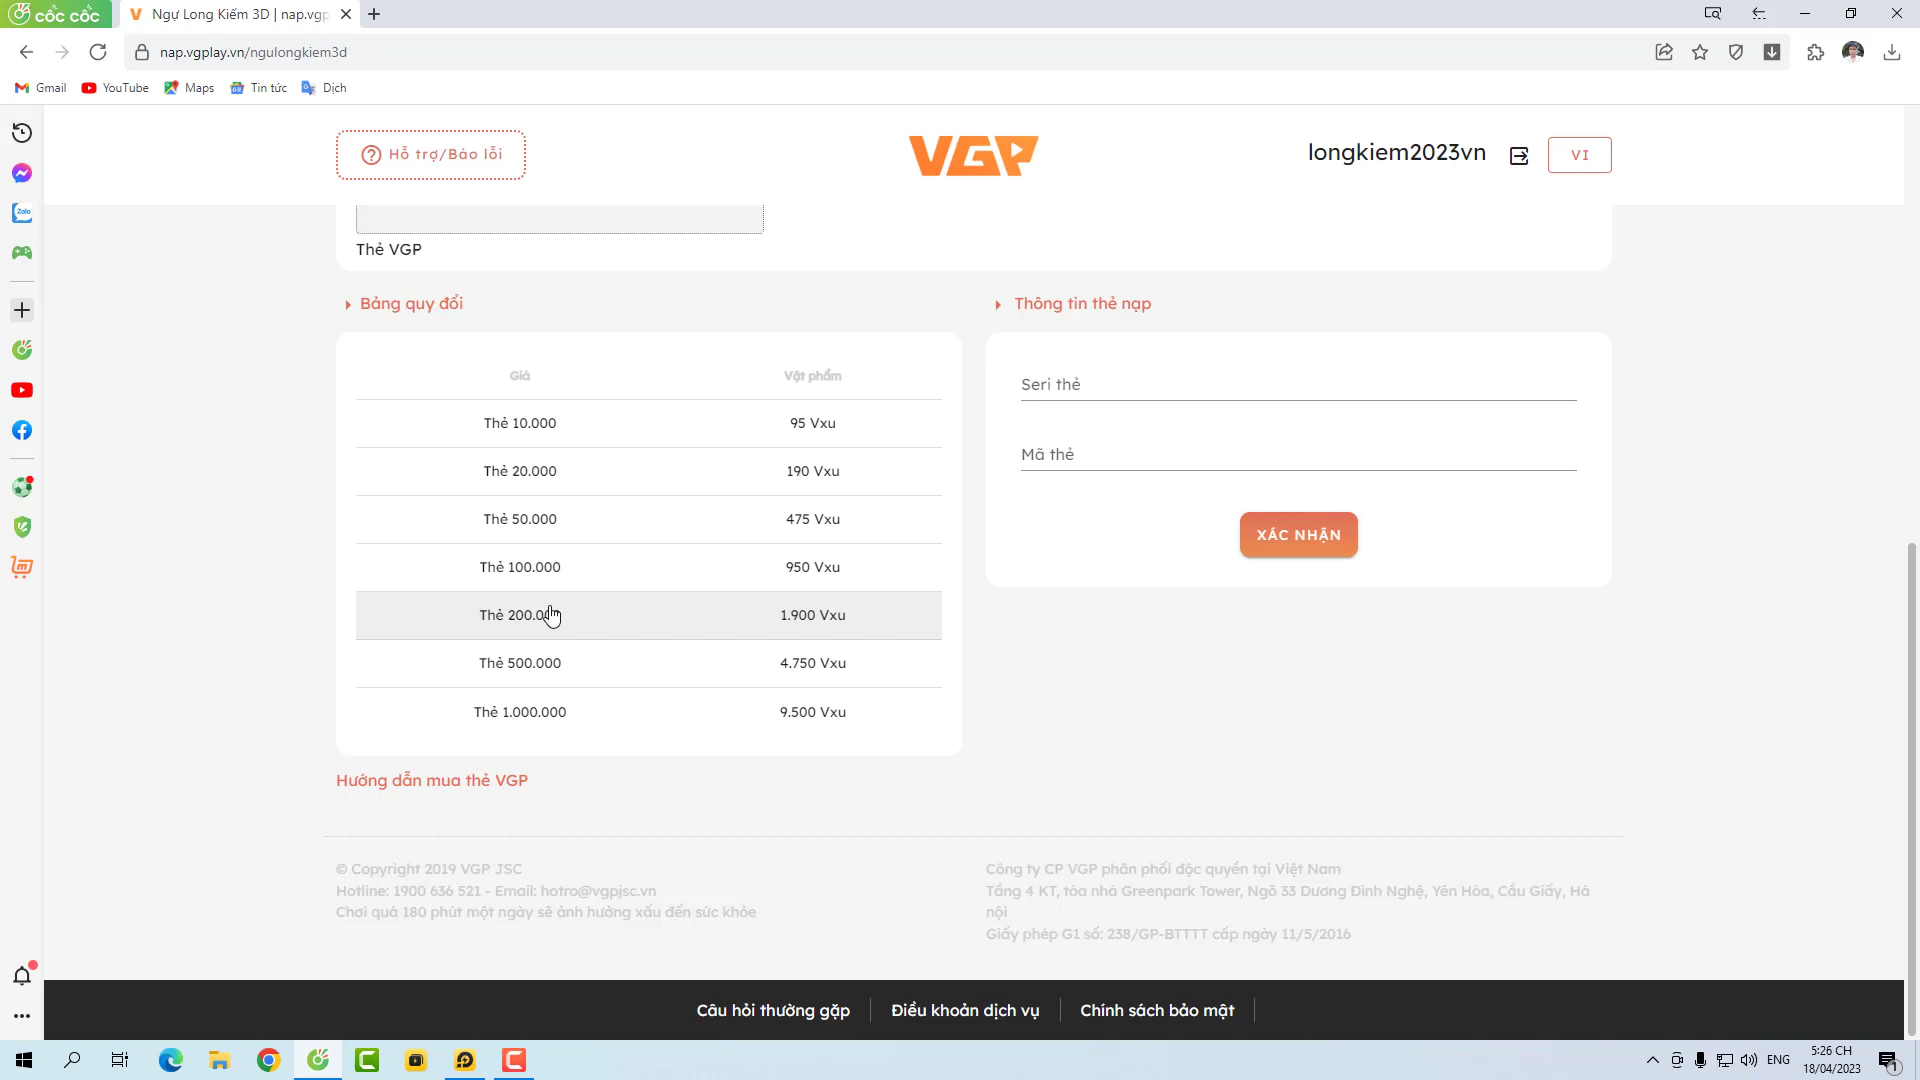 cốc cốc
Ngự Long Kiếm 3D | nap.vgp
nap.vgplay.vn/ngulongkiem3d
Gmail
YouTube
Maps
Tin tức
Dịch
Hỗ trợ/Báo lỗi
VGP
longkiem2023vn
VI
Zalo
Thẻ VGP
Bảng quy đổi
Giá Vật phẩm
Thẻ 10.000 95 Vxu
Thẻ 20.000 190 Vxu
Thẻ 50.000 475 Vxu
Thẻ 100.000 950 Vxu
Thẻ 200.0 1.900 Vxu
Thẻ 500.000 4.750 Vxu
Thẻ 1.000.000 9.500 Vxu
Hướng dẫn mua thẻ VGP
Thông tin thẻ nạp
Seri thẻ
Mã thẻ
XÁC NHẬN
© Copyright 2019 VGP JSC
Hotline: 1900 636 521 - Email: hotro@vgpjsc.vn
Chơi quá 180 phút một ngày sẽ ảnh hưởng xấu đến sức khỏe
Công ty CP VGP phân phối độc quyền tại Việt Nam
Tầng 4 KT, tòa nhà Greenpark Tower, Ngõ 33 Dương Đình Nghệ, Yên Hòa, Cầu Giấy, Hà
nội
Giấy phép G1 số: 238/GP-BTTTT cấp ngày 11/5/2016
Câu hỏi thường gặp
Điều khoản dịch vụ
Chính sách bảo mật
ENG
5:26 CH
18/04/2023
1